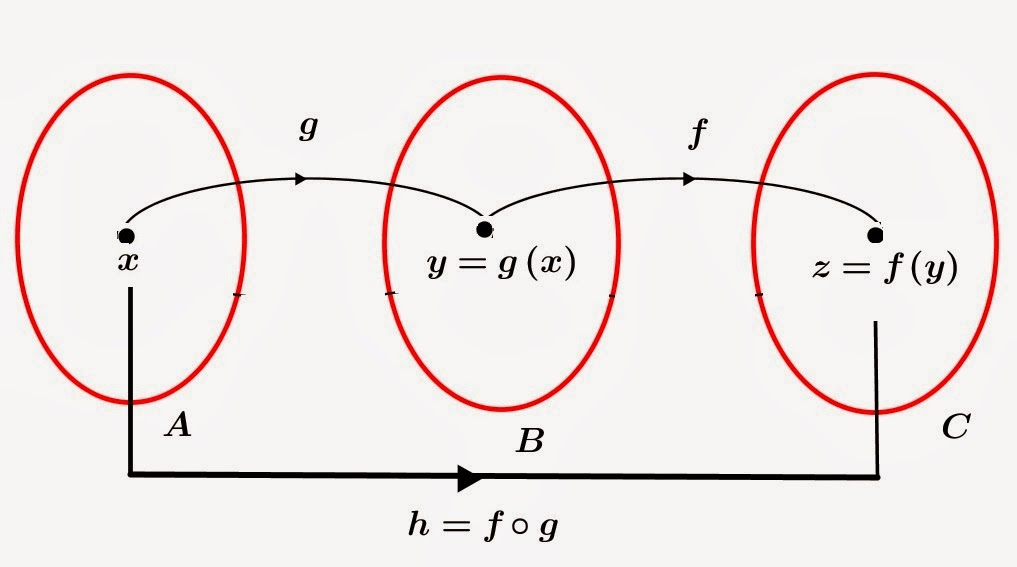 g
f
x
y = g (x)
z = f (y)
A
B
C
h = f ∘ g